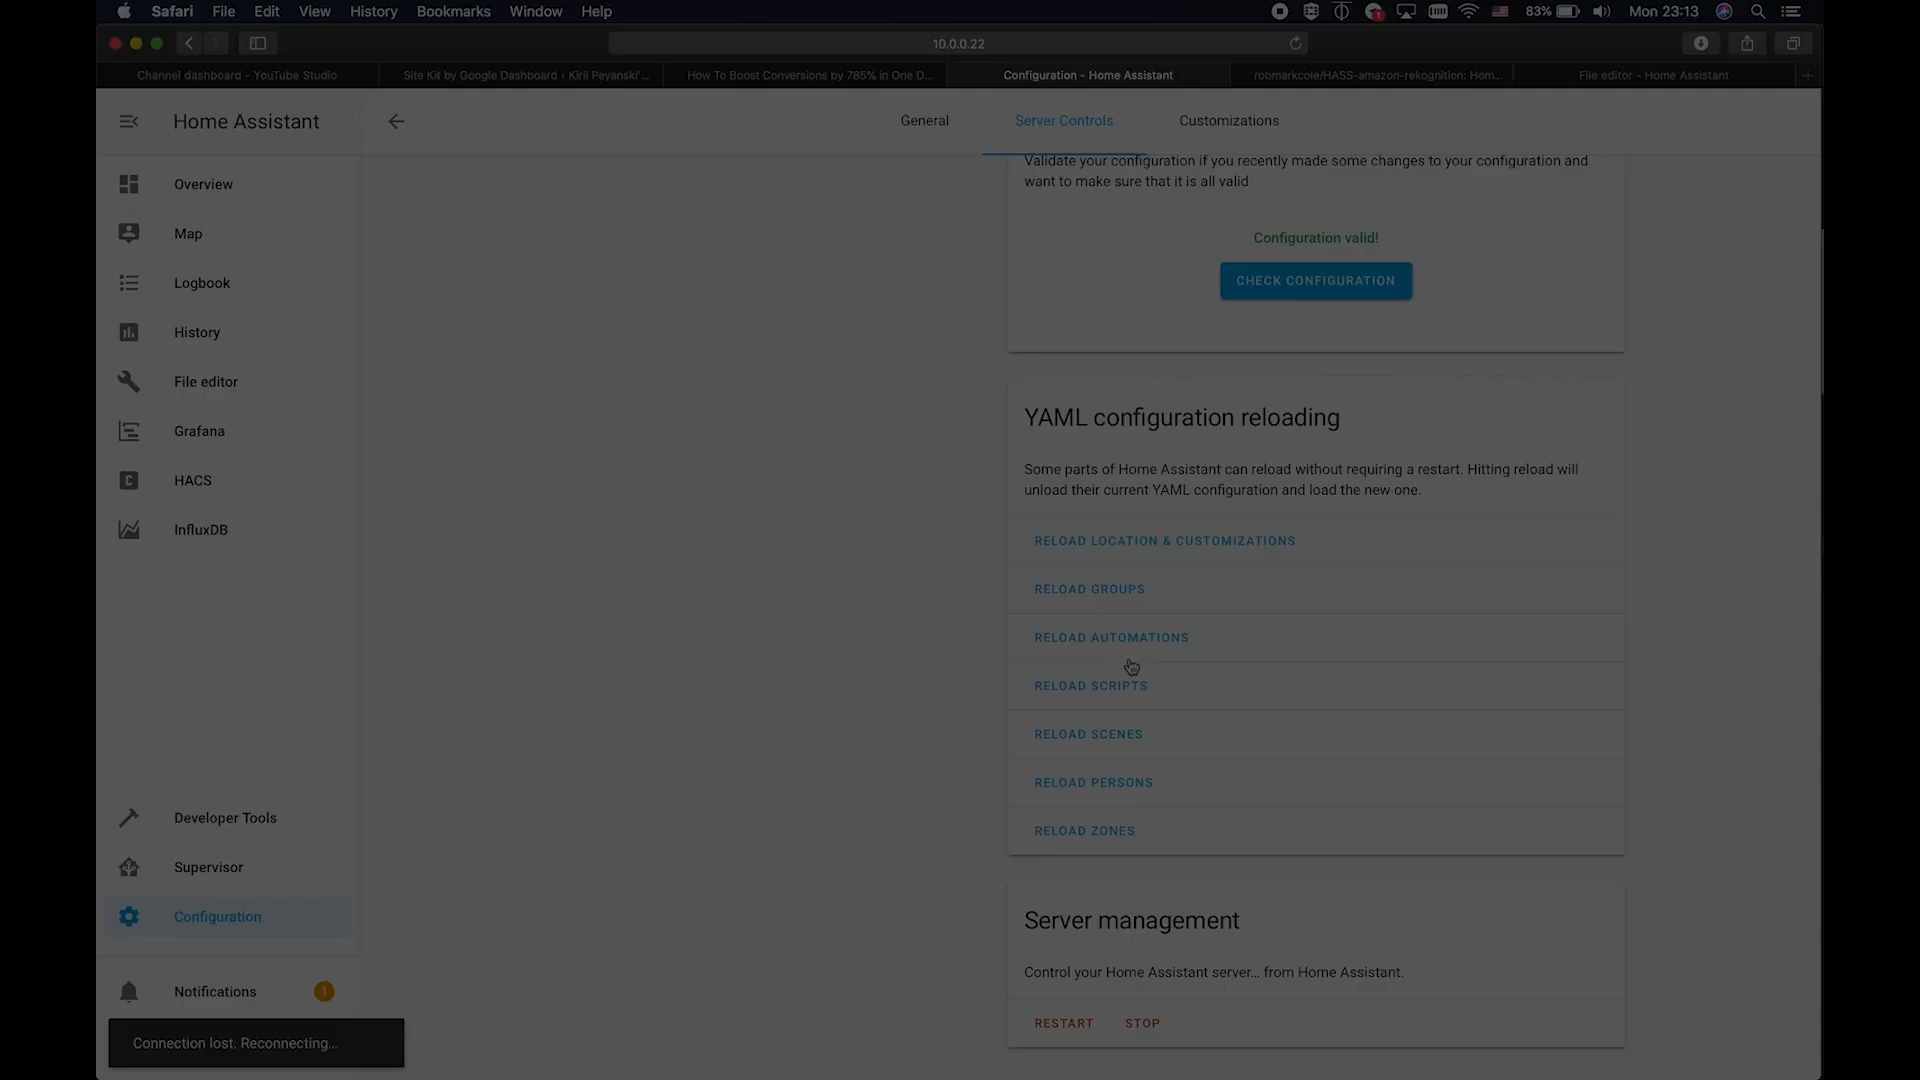 Safari File Edit View History Bookmarks Window Help
83% Mon 23:13
10.0.0.22
Channel dashboard - YouTube Studio
Site Kit by Google Dashboard ‹ Kiril Peyanski'...
How To Boost Conversions by 785% in One D...
Configuration - Home Assistant
robmarkcole/HASS-amazon-rekognition: Hom...
File editor - Home Assistant
Home Assistant
General
Server Controls
Customizations
Overview
Map
Logbook
History
File editor
Grafana
HACS
InfluxDB
Developer Tools
Supervisor
Configuration
Notifications
1
Connection lost. Reconnecting...
Validate your configuration if you recently made some changes to your configuration and
want to make sure that it is all valid
Configuration valid!
CHECK CONFIGURATION
YAML configuration reloading
Some parts of Home Assistant can reload without requiring a restart. Hitting reload will
unload their current YAML configuration and load the new one.
RELOAD LOCATION & CUSTOMIZATIONS
RELOAD GROUPS
RELOAD AUTOMATIONS
RELOAD SCRIPTS
RELOAD SCENES
RELOAD PERSONS
RELOAD ZONES
Server management
Control your Home Assistant server... from Home Assistant.
RESTART STOP